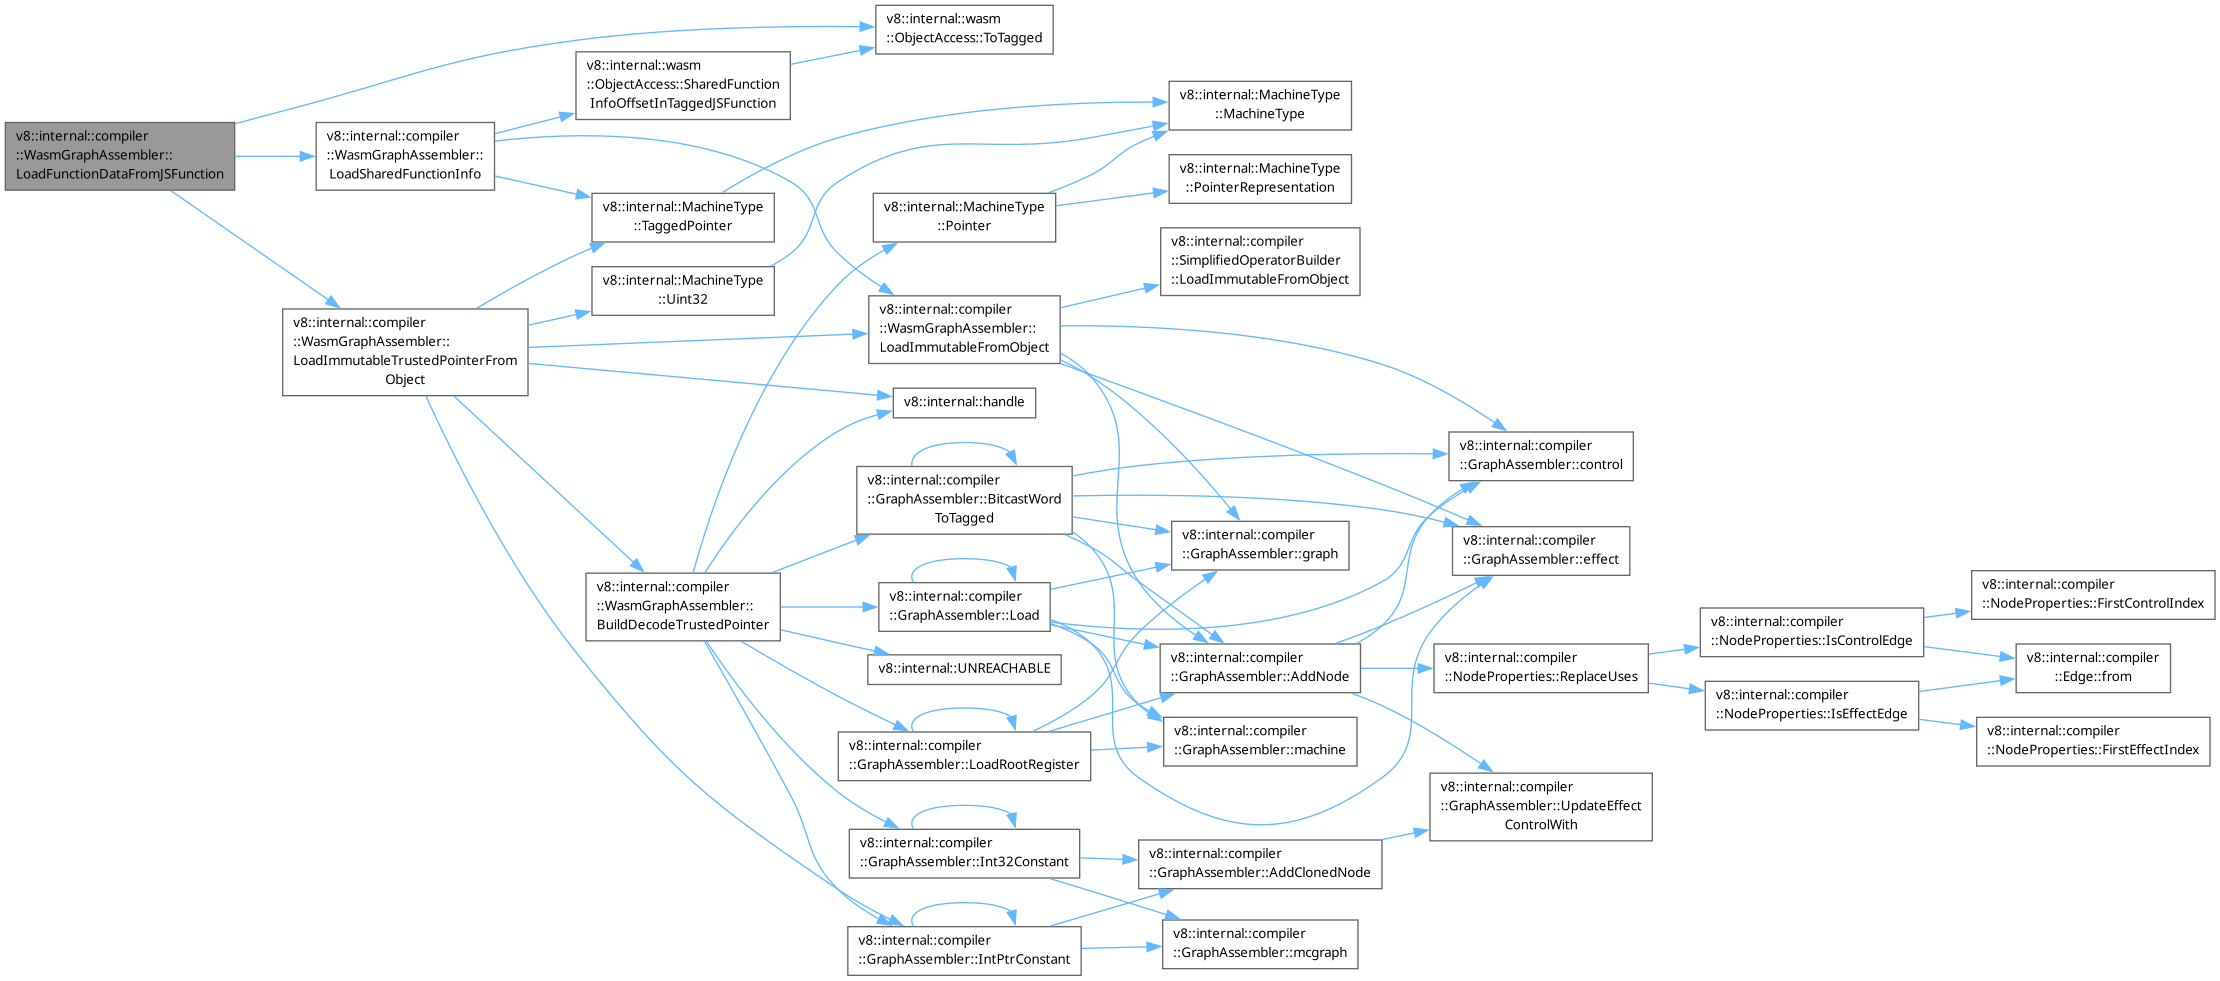 v8::internal::compiler
::WasmGraphAssembler::
LoadFunctionDataFromJSFunction
v8::internal::wasm
::ObjectAccess::ToTagged
v8::internal::compiler
::WasmGraphAssembler::
LoadSharedFunctionInfo
v8::internal::wasm
::ObjectAccess::SharedFunction
InfoOffsetInTaggedJSFunction
v8::internal::MachineType
::TaggedPointer
v8::internal::MachineType
::MachineType
v8::internal::compiler
::WasmGraphAssembler::
LoadImmutableTrustedPointerFrom
Object
v8::internal::MachineType
::Uint32
v8::internal::MachineType
::Pointer
v8::internal::MachineType
::PointerRepresentation
v8::internal::compiler
::WasmGraphAssembler::
LoadImmutableFromObject
v8::internal::compiler
::SimplifiedOperatorBuilder
::LoadImmutableFromObject
v8::internal::handle
v8::internal::compiler
::GraphAssembler::control
v8::internal::compiler
::GraphAssembler::BitcastWord
ToTagged
v8::internal::compiler
::GraphAssembler::graph
v8::internal::compiler
::GraphAssembler::effect
v8::internal::compiler
::WasmGraphAssembler::
BuildDecodeTrustedPointer
v8::internal::compiler
::GraphAssembler::Load
v8::internal::UNREACHABLE
v8::internal::compiler
::GraphAssembler::AddNode
v8::internal::compiler
::NodeProperties::ReplaceUses
v8::internal::compiler
::NodeProperties::IsControlEdge
v8::internal::compiler
::NodeProperties::FirstControlIndex
v8::internal::compiler
::Edge::from
v8::internal::compiler
::NodeProperties::IsEffectEdge
v8::internal::compiler
::NodeProperties::FirstEffectIndex
v8::internal::compiler
::GraphAssembler::LoadRootRegister
v8::internal::compiler
::GraphAssembler::machine
v8::internal::compiler
::GraphAssembler::UpdateEffect
ControlWith
v8::internal::compiler
::GraphAssembler::Int32Constant
v8::internal::compiler
::GraphAssembler::AddClonedNode
v8::internal::compiler
::GraphAssembler::IntPtrConstant
v8::internal::compiler
::GraphAssembler::mcgraph